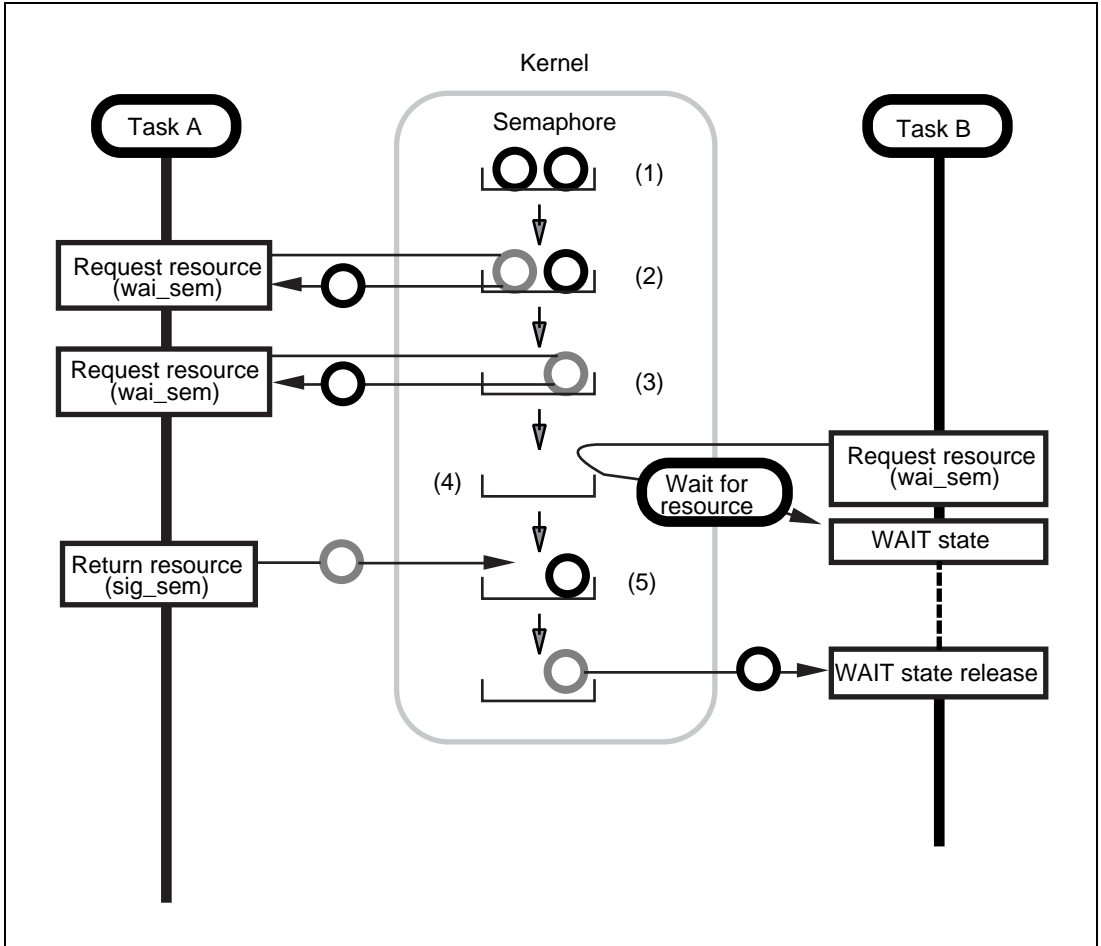 Kernel
Task A
Semaphore
Task B
(1)
Request resource
(wai_sem)
(2)
Request resource
(wai_sem)
(3)
Request resource
(wai_sem)
(4)
Wait for
resource
WAIT state
Return resource
(sig_sem)
(5)
WAIT state release